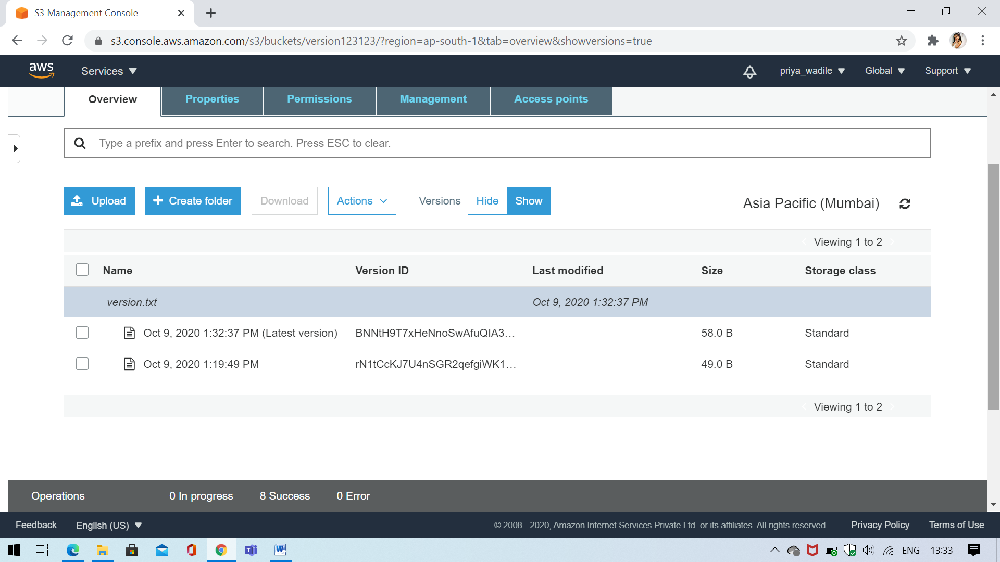 S3 Management Console
s3.console.aws.amazon.com/s3/buckets/version123123/?region=ap-south-1&tab=overview&showversions=true
aws Services priya_wadile Global Support
Overview Properties Permissions Management Access points
Type a prefix and press Enter to search. Press ESC to clear.
Upload Create folder Download Actions Versions Hide Show Asia Pacific (Mumbai)
Viewing 1 to 2
Name Version ID Last modified Size Storage class
version.txt Oct 9, 2020 1:32:37 PM
Oct 9, 2020 1:32:37 PM (Latest version) BNNtH9T7xHeNnoSwAfuQIA3... 58.0 B Standard
Oct 9, 2020 1:19:49 PM rN1tCcKJ7U4nSGR2qefgiWK1... 49.0 B Standard
Viewing 1 to 2
Operations 0 In progress 8 Success 0 Error
Feedback English (US) © 2008 - 2020, Amazon Internet Services Private Ltd. or its affiliates. All rights reserved. Privacy Policy Terms of Use
ENG 13:33